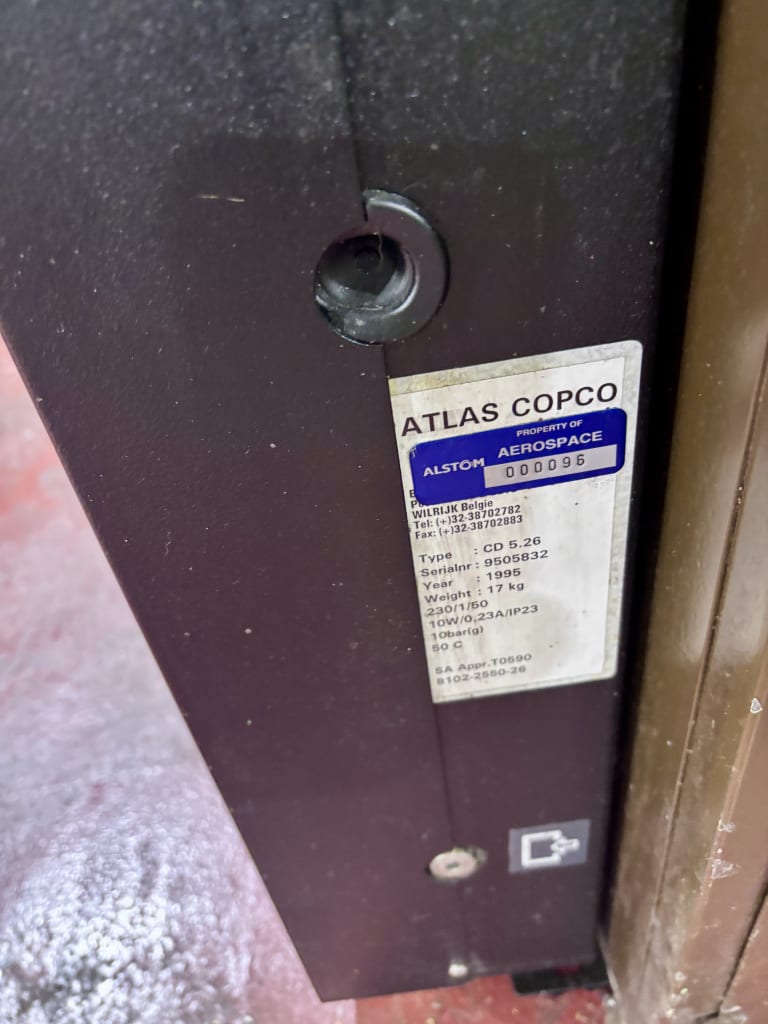 ATLAS COPCO
PROPERTY OF
ALSTOM AEROSPACE
000096
WILRIJK Belgie
Tel: (+)32-38702782
Fax: (+)32-38702883
Type : CD 5.26
Serialnr : 9505832
Year : 1995
Weight : 17 kg
230/1/50
10W/0,23A/IP23
10bar(g)
50 C
SA Appr.T0590
8102-2550-26